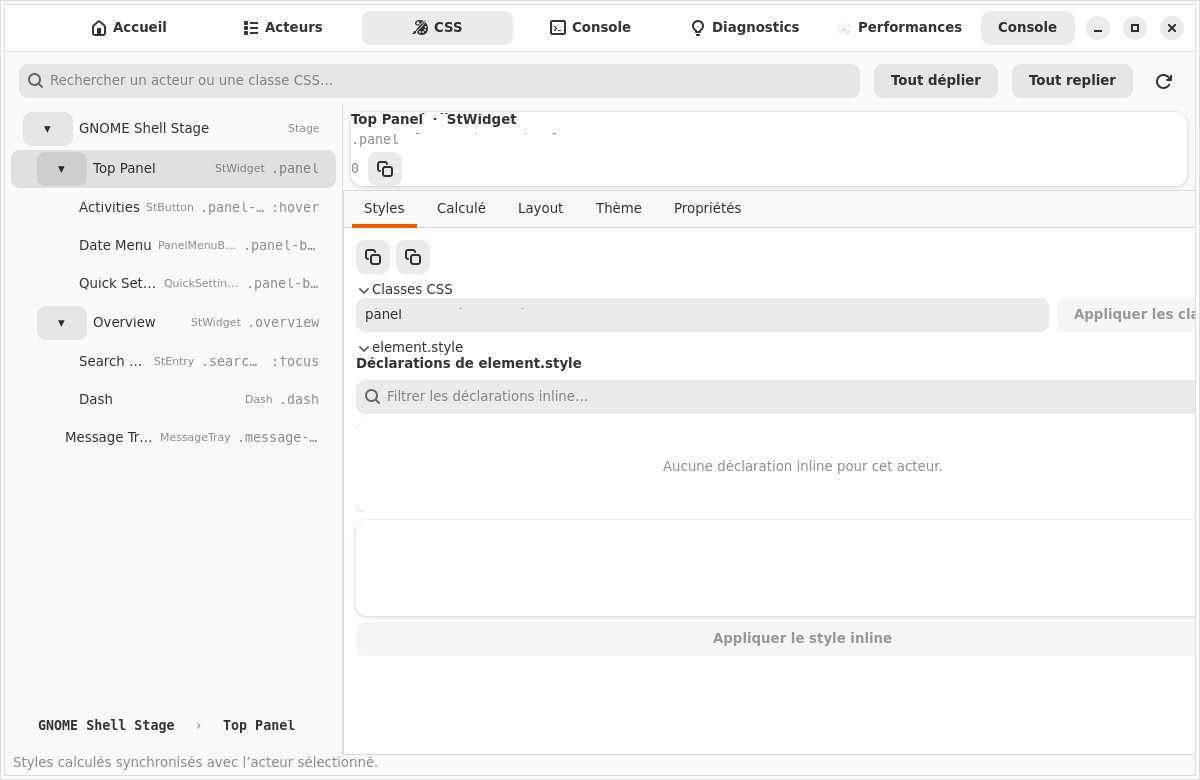 Accueil Acteurs CSS Console Diagnostics Performances Console
Rechercher un acteur ou une classe CSS… Tout déplier Tout replier
GNOME Shell Stage Stage
Top Panel StWidget .panel
Activities StButton .panel-… :hover
Date Menu PanelMenuB… .panel-b…
Quick Set… QuickSettin… .panel-b…
Overview StWidget .overview
Search … StEntry .searc… :focus
Dash Dash .dash
Message Tr… MessageTray .message-…
GNOME Shell Stage › Top Panel
Top Panel · StWidget
.panel
0
Styles Calculé Layout Thème Propriétés
Classes CSS
panel Appliquer les cla
element.style
Déclarations de element.style
Filtrer les déclarations inline…
Aucune déclaration inline pour cet acteur.
Appliquer le style inline
Styles calculés synchronisés avec l’acteur sélectionné.